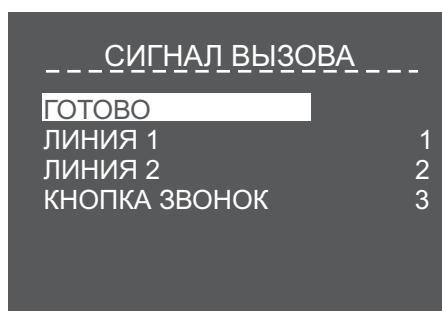 СИГНАЛ ВЫЗОВА
ГОТОВО
ЛИНИЯ 1 1
ЛИНИЯ 2 2
КНОПКА ЗВОНОК 3